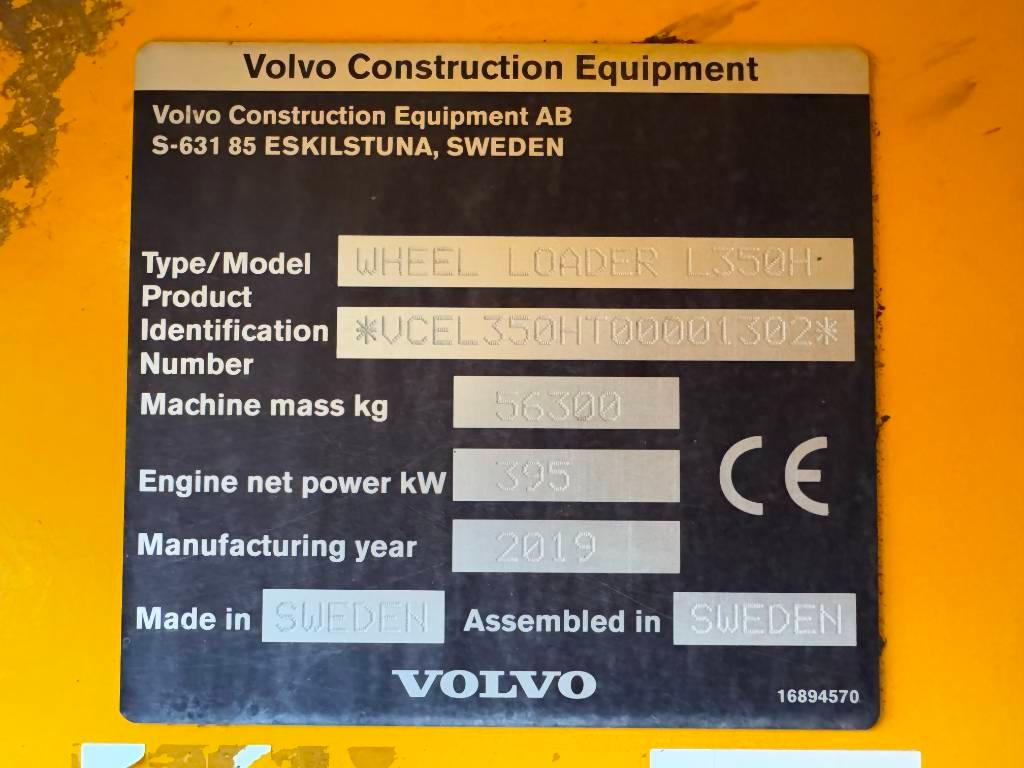 Volvo Construction Equipment
Volvo Construction Equipment AB
S-631 85 ESKILSTUNA, SWEDEN
Type/Model WHEEL LOADER L350H
Product
Identification *VCEL350HT00001302*
Number
Machine mass kg 56300
Engine net power kW 395
CE
Manufacturing year 2019
Made in SWEDEN Assembled in SWEDEN
VOLVO
16894570